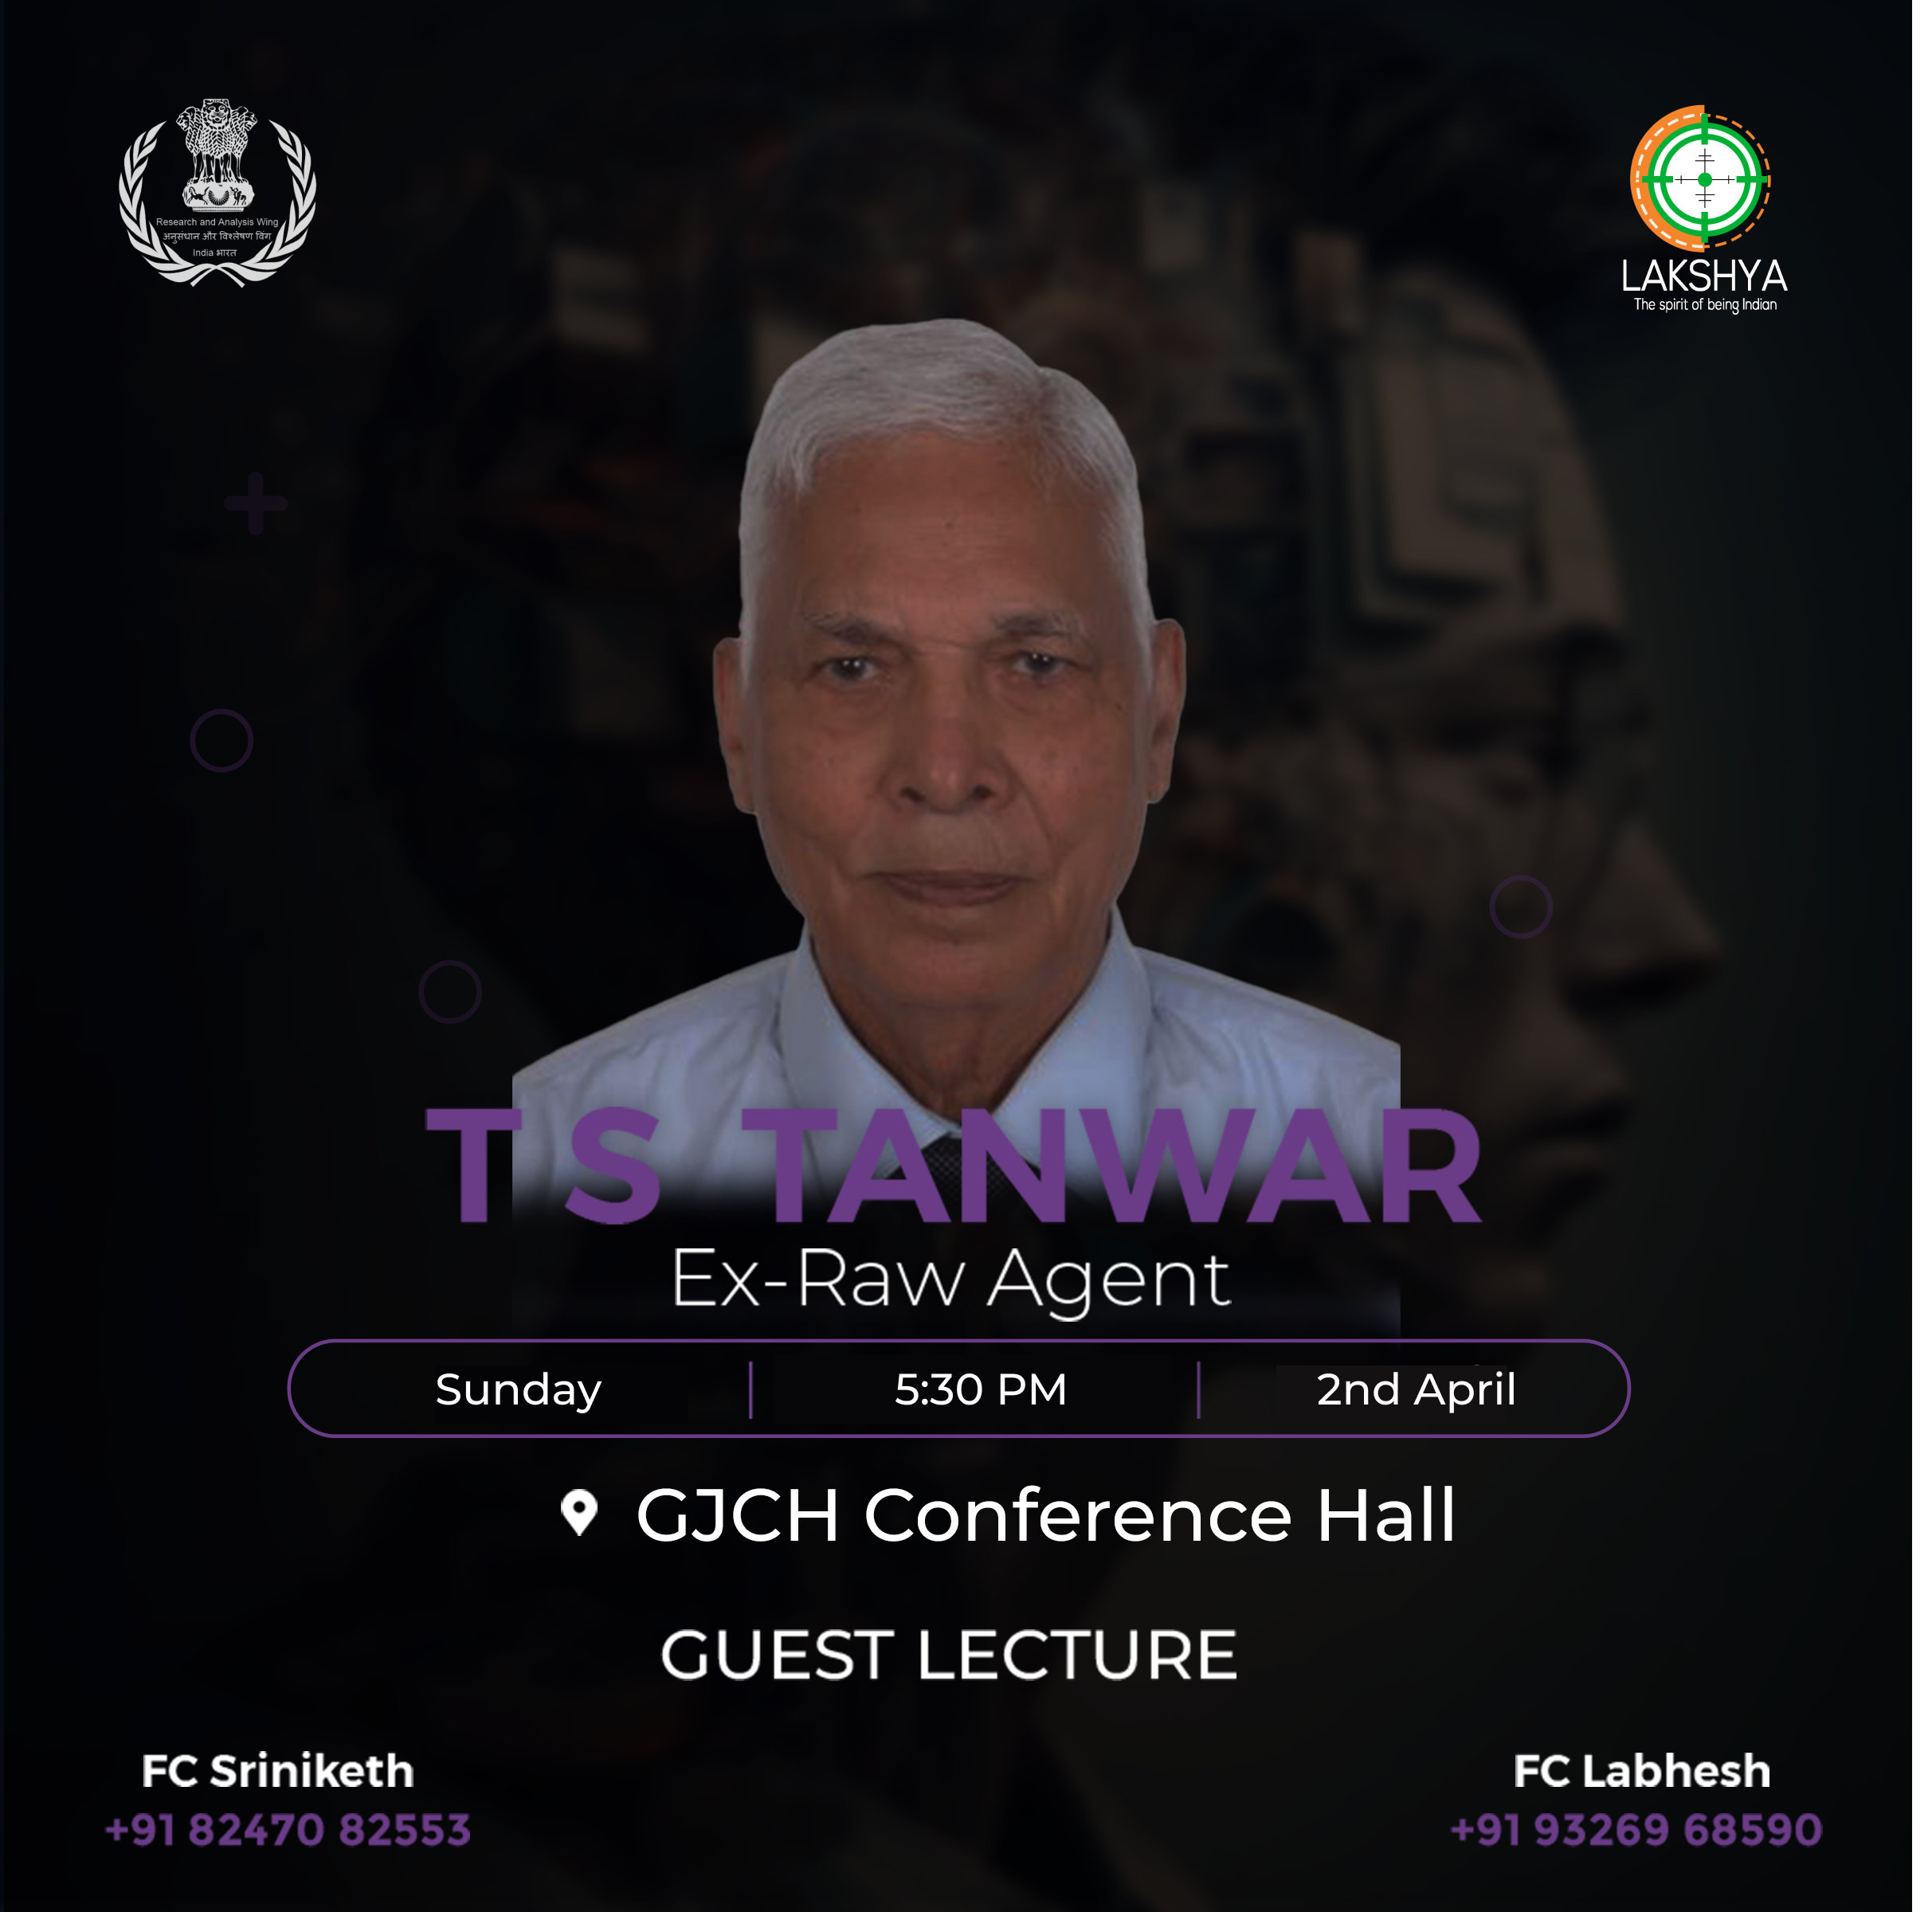 Research and Analysis Wing
अनुसंधान और विश्लेषण विंग
India भारत
LAKSHYA
The spirit of being Indian
T S TANWAR
Ex-Raw Agent
Sunday
5:30 PM
2nd April
GJCH Conference Hall
GUEST LECTURE
FC Sriniketh
+91 82470 82553
FC Labhesh
+91 93269 68590